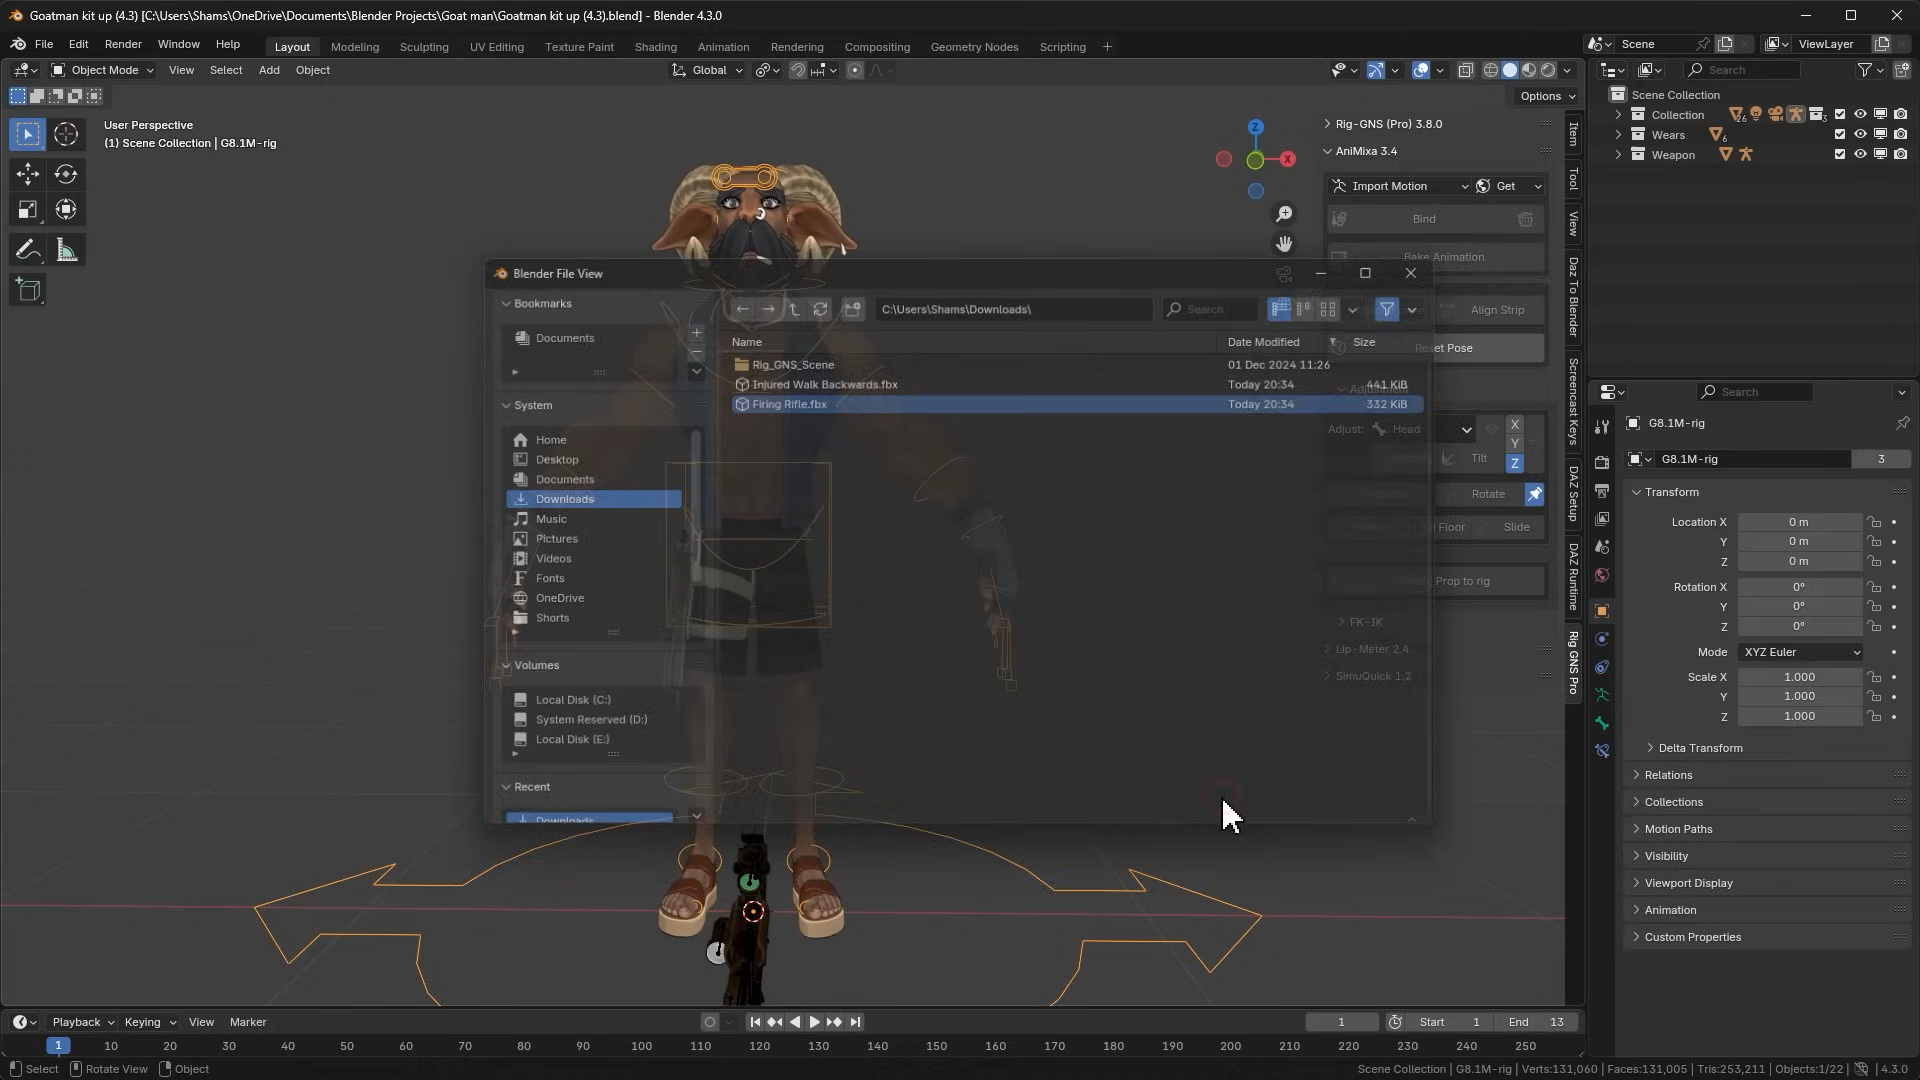 Goatman kit up (4.3) [C:\Users\Shams\OneDrive\Documents\Blender Projects\Goat man\Goatman kit up (4.3).blend] - Blender 4.3.0
File Edit Render Window Help
Layout Modeling Sculpting UV Editing Texture Paint Shading Animation Rendering Compositing Geometry Nodes Scripting +
Scene
ViewLayer
Object Mode View Select Add Object
Global
Search
Options
User Perspective
(1) Scene Collection | G8.1M-rig
Scene Collection
Collection 26 3
Wears 6
Weapon
Z
X
Rig-GNS (Pro) 3.8.0
AniMixa 3.4
Import Motion Get
Bind
Bake Animation
Align Strip
Reset Pose
Adjust: Head
X
Y
Z
Tilt
Rotate
Floor Slide
Prop to rig
FK-IK
Lip-Meter 2.4
SimuQuick 1.2
Item
Tool
View
Daz To Blender
Screencast Keys
DAZ Setup
DAZ Runtime
Rig GNS Pro
Blender File View
Bookmarks
Documents
System
Home
Desktop
Documents
Downloads
Music
Pictures
Videos
Fonts
OneDrive
Shorts
Volumes
Local Disk (C:)
System Reserved (D:)
Local Disk (E:)
Recent
Downloads
C:\Users\Shams\Downloads\
Search
Name Date Modified Size
Rig_GNS_Scene 01 Dec 2024 11:26
Injured Walk Backwards.fbx Today 20:34 441 KiB
Firing Rifle.fbx Today 20:34 332 KiB
Search
G8.1M-rig
G8.1M-rig 3
Transform
Location X 0 m
Y 0 m
Z 0 m
Rotation X 0°
Y 0°
Z 0°
Mode XYZ Euler
Scale X 1.000
Y 1.000
Z 1.000
Delta Transform
Relations
Collections
Motion Paths
Visibility
Viewport Display
Animation
Custom Properties
Playback Keying View Marker
1 Start 1 End 13
1 10 20 30 40 50 60 70 80 90 100 110 120 130 140 150 160 170 180 190 200 210 220 230 240 250
Select Rotate View Object
Scene Collection | G8.1M-rig | Verts:131,060 | Faces:131,005 | Tris:253,211 | Objects:1/22 | 4.3.0